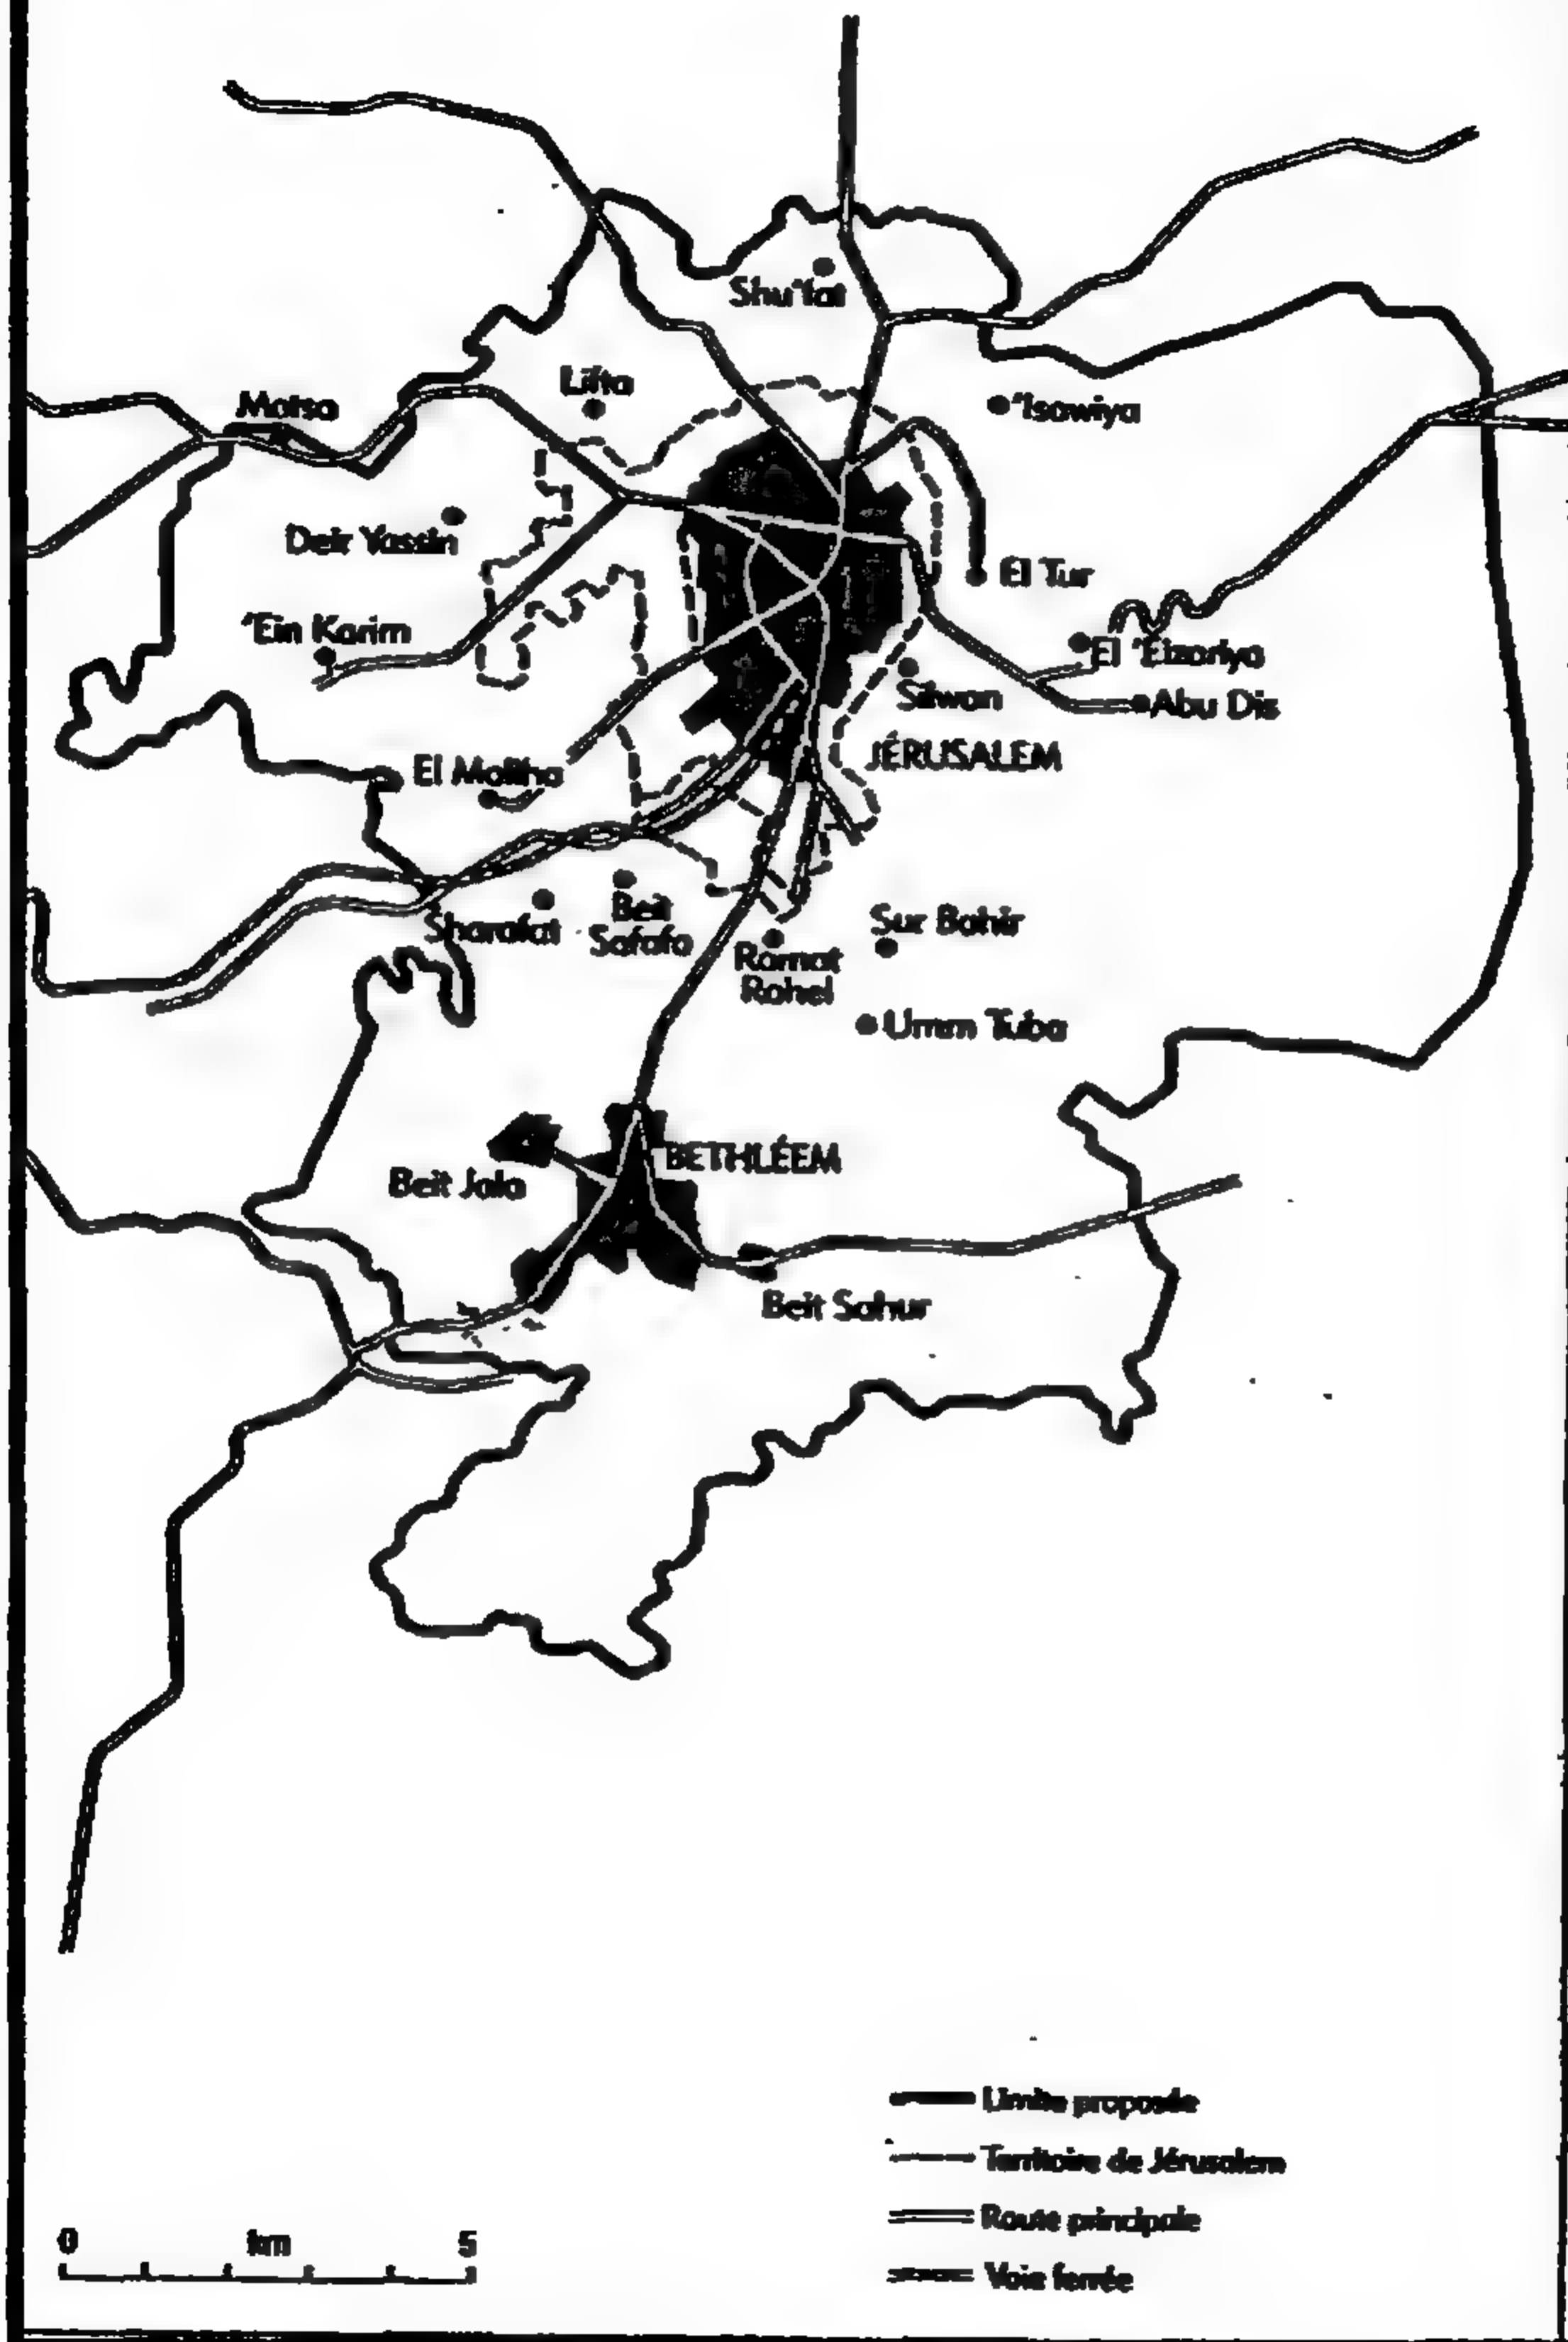 Shu'fat
Lifta
Motsa
'Isawiya
Deir Yassin
El Tur
'Ein Karim
El 'Eizariya
Silwan
Abu Dis
JÉRUSALEM
El Maliha
Sharafat
Beit
Safafa
Sur Bahir
Ramat
Rahel
Umm Tuba
BETHLÉEM
Beit Jala
Beit Sahur
Limite proposée
Territoire de Jérusalem
Route principale
Voie ferrée
0 km 5